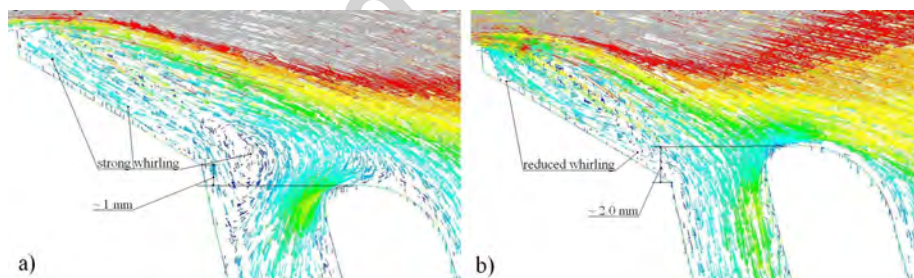 strong whirling
~ 1 mm
a)
reduced whirling
~ 2.0 mm
b)